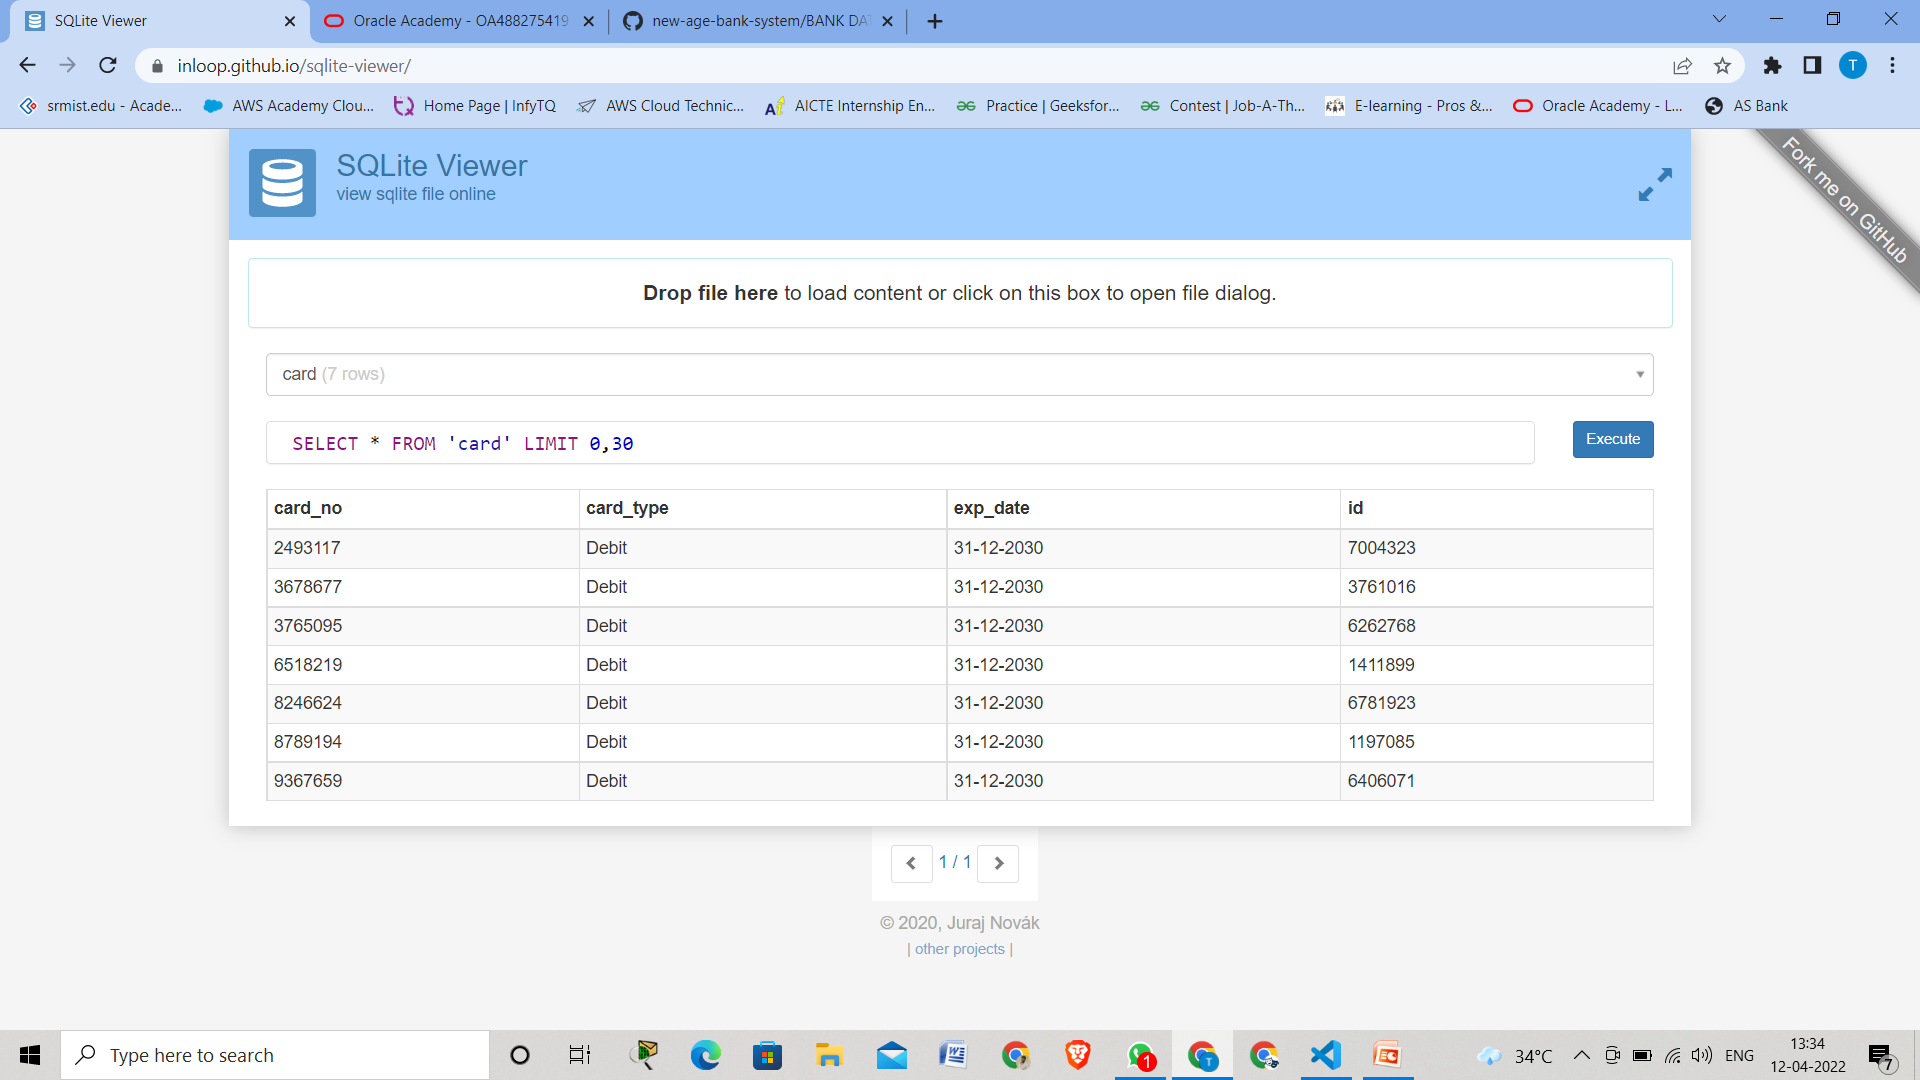 SQLite Viewer
Oracle Academy - OA488275419
new-age-bank-system/BANK DA
inloop.github.io/sqlite-viewer/
T
srmist.edu - Acade...
AWS Academy Clou...
Home Page | InfyTQ
AWS Cloud Technic...
AICTE Internship En...
Practice | Geeksfor...
Contest | Job-A-Th...
E-learning - Pros &...
Oracle Academy - L...
AS Bank
SQLite Viewer
view sqlite file online
Fork me on GitHub
Drop file here to load content or click on this box to open file dialog.
card (7 rows)
SELECT * FROM 'card' LIMIT 0,30
Execute
card_no card_type exp_date id
2493117 Debit 31-12-2030 7004323
3678677 Debit 31-12-2030 3761016
3765095 Debit 31-12-2030 6262768
6518219 Debit 31-12-2030 1411899
8246624 Debit 31-12-2030 6781923
8789194 Debit 31-12-2030 1197085
9367659 Debit 31-12-2030 6406071
1 / 1
© 2020, Juraj Novák
| other projects |
Type here to search
1
T
34°C
ENG
13:34
12-04-2022
7